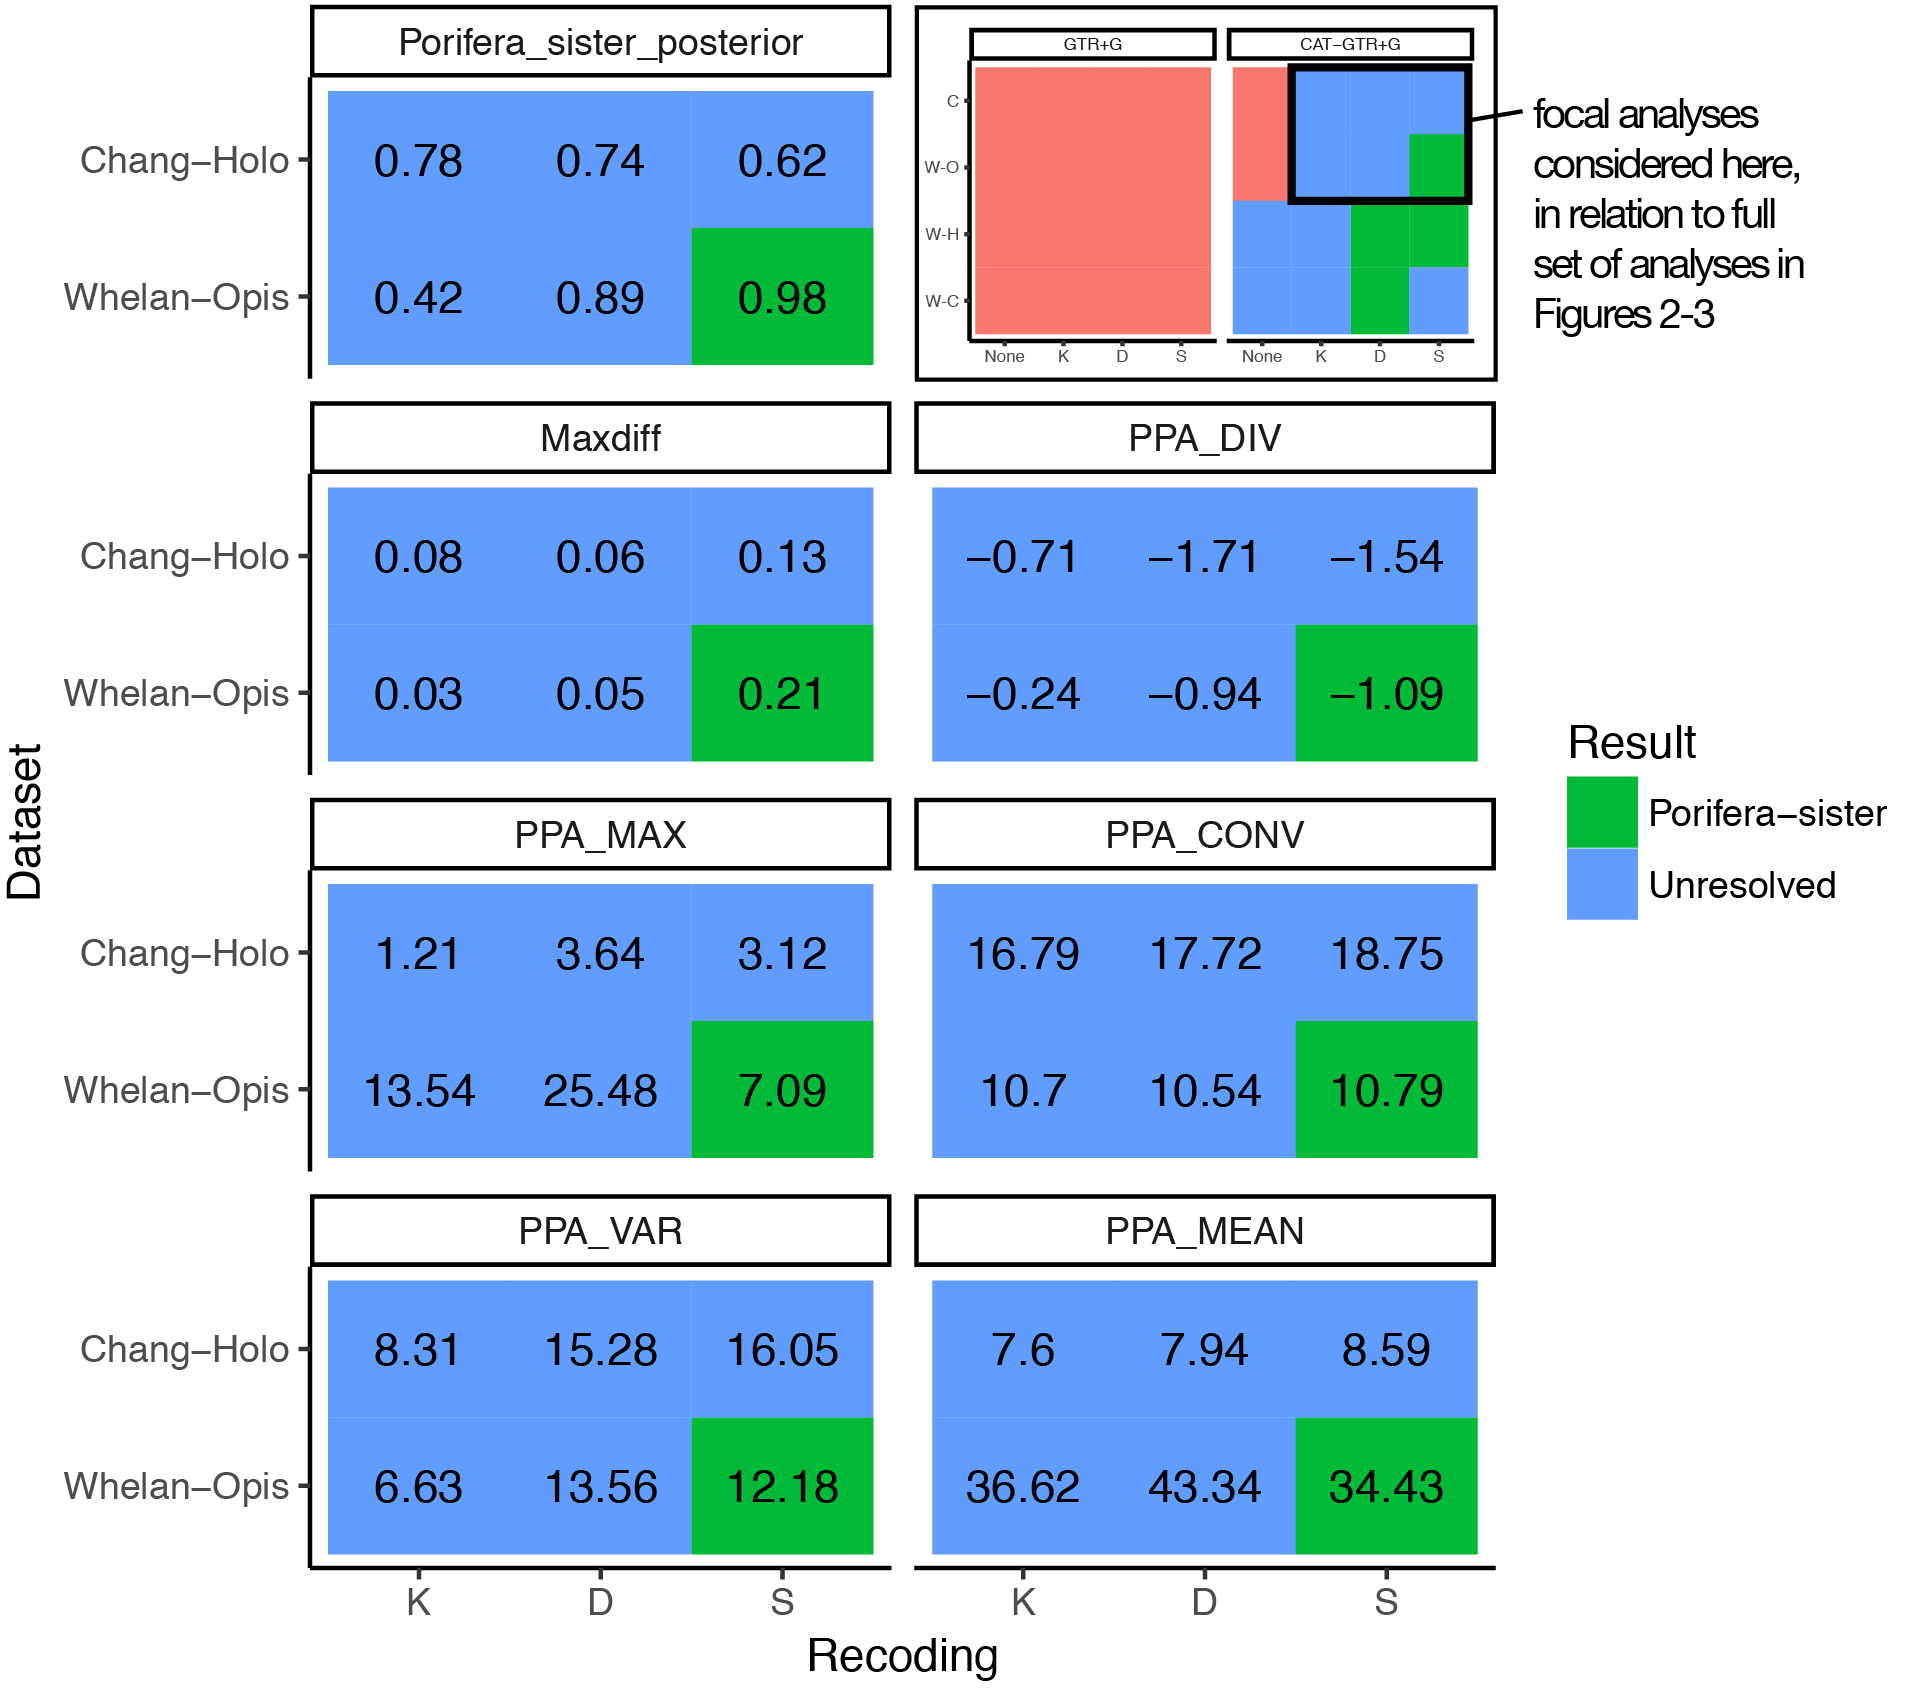 Porifera_sister_posterior
Chang−Holo 0.78 0.74 0.62
Whelan−Opis 0.42 0.89 0.98
GTR+G CAT−GTR+G
C
W-O
W-H
W-C
None K D S None K D S
focal analyses
considered here,
in relation to full
set of analyses in
Figures 2-3
Maxdiff PPA_DIV
Chang−Holo 0.08 0.06 0.13 −0.71 −1.71 −1.54
Whelan−Opis 0.03 0.05 0.21 −0.24 −0.94 −1.09
PPA_MAX PPA_CONV
Chang−Holo 1.21 3.64 3.12 16.79 17.72 18.75
Whelan−Opis 13.54 25.48 7.09 10.7 10.54 10.79
PPA_VAR PPA_MEAN
Chang−Holo 8.31 15.28 16.05 7.6 7.94 8.59
Whelan−Opis 6.63 13.56 12.18 36.62 43.34 34.43
K D S K D S
Recoding
Dataset
Result
Porifera−sister
Unresolved